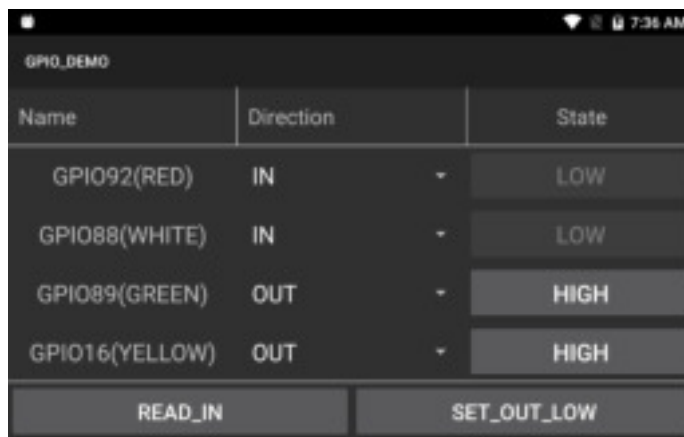 7:36 AM
GPIO_DEMO
Name Direction State
GPIO92(RED) IN LOW
GPIO88(WHITE) IN LOW
GPIO89(GREEN) OUT HIGH
GPIO16(YELLOW) OUT HIGH
READ_IN SET_OUT_LOW